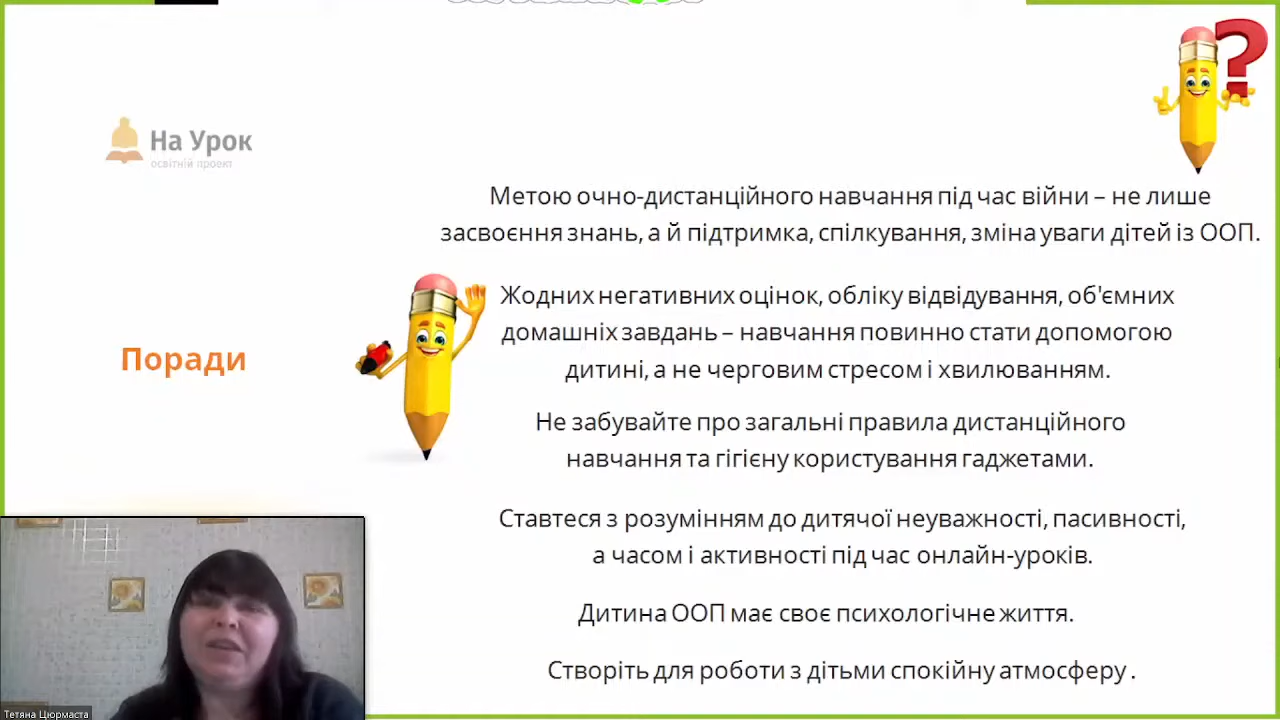 На Урок
освітній проект
Метою очно-дистанційного навчання під час війни – не лише
засвоєння знань, а й підтримка, спілкування, зміна уваги дітей із ООП.
Жодних негативних оцінок, обліку відвідування, об'ємних
домашніх завдань – навчання повинно стати допомогою
дитині, а не черговим стресом і хвилюванням.
Поради
Не забувайте про загальні правила дистанційного
навчання та гігієну користування гаджетами.
Ставтеся з розумінням до дитячої неуважності, пасивності,
а часом і активності під час онлайн-уроків.
Дитина ООП має своє психологічне життя.
Створіть для роботи з дітьми спокійну атмосферу .
Тетяна Цюрмаста